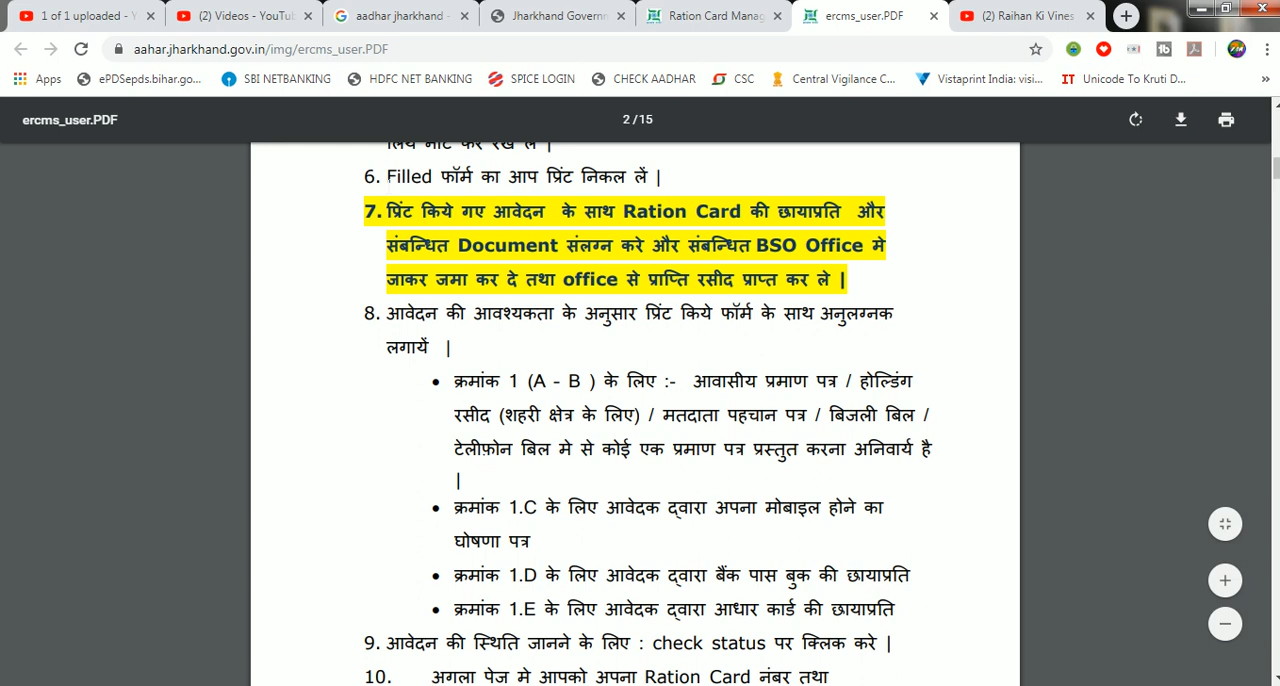 1 of 1 uploaded - Y
(2) Videos - YouTu
aadhar jharkhand -
Jharkhand Governm
Ration Card Manag
ercms_user.PDF
(2) Raihan Ki Vines
aahar.jharkhand.gov.in/img/ercms_user.PDF
Apps
ePDSepds.bihar.go...
SBI NETBANKING
HDFC NET BANKING
SPICE LOGIN
CHECK AADHAR
CSC
Central Vigilance C...
Vistaprint India: visi...
IT Unicode To Kruti D...
»
ercms_user.PDF
2 / 15
लिये नोट कर रख ले |
6. Filled फॉर्म का आप प्रिंट निकल लें |
7. प्रिंट किये गए आवेदन के साथ Ration Card की छायाप्रति और
संबन्धित Document संलग्न करे और संबन्धित BSO Office मे
जाकर जमा कर दे तथा office से प्राप्ति रसीद प्राप्त कर ले |
8. आवेदन की आवश्यकता के अनुसार प्रिंट किये फॉर्म के साथ अनुलग्नक
लगायें |
• क्रमांक 1 (A - B ) के लिए :- आवासीय प्रमाण पत्र / होल्डिंग
रसीद (शहरी क्षेत्र के लिए) / मतदाता पहचान पत्र / बिजली बिल /
टेलीफ़ोन बिल मे से कोई एक प्रमाण पत्र प्रस्तुत करना अनिवार्य है
|
• क्रमांक 1.C के लिए आवेदक द्वारा अपना मोबाइल होने का
घोषणा पत्र
• क्रमांक 1.D के लिए आवेदक द्वारा बैंक पास बुक की छायाप्रति
• क्रमांक 1.E के लिए आवेदक द्वारा आधार कार्ड की छायाप्रति
9. आवेदन की स्थिति जानने के लिए : check status पर क्लिक करे |
10. अगला पेज मे आपको अपना Ration Card नंबर तथा